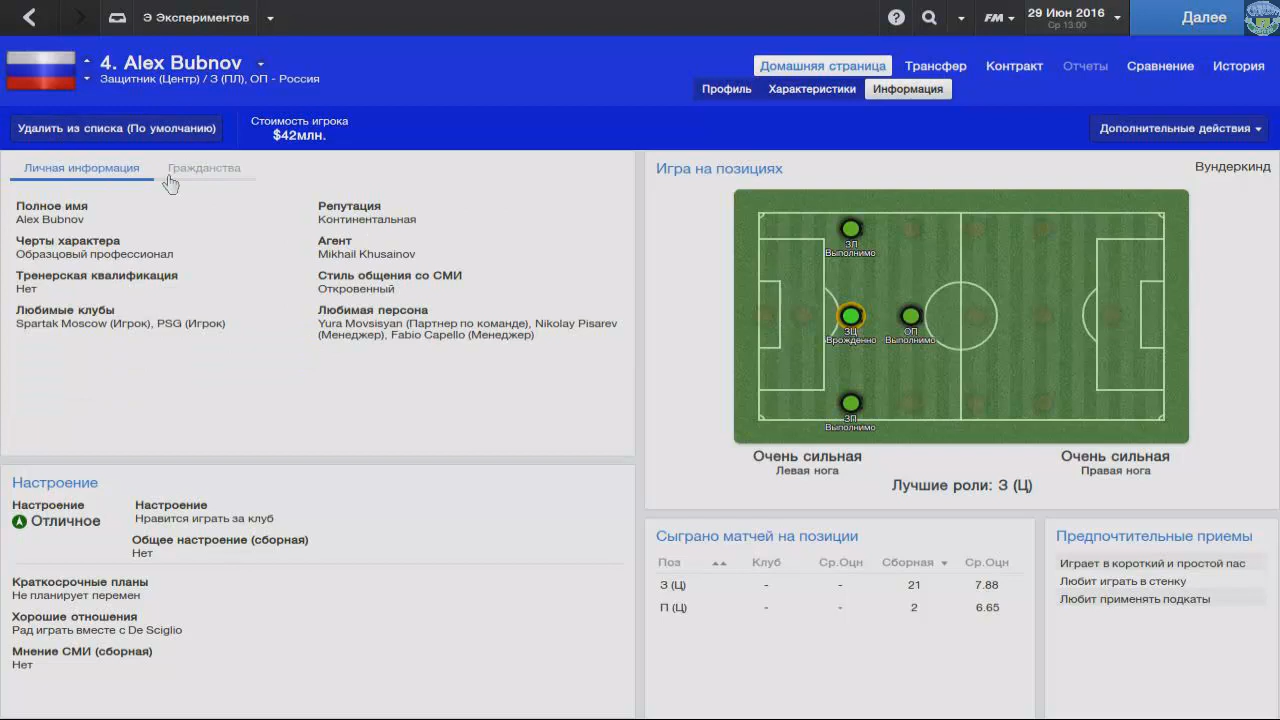 Э Экспериментов
FM
29 Июн 2016
Ср 13:00
Далее
4. Alex Bubnov
Защитник (Центр) / З (ПЛ), ОП - Россия
Домашняя страница
Трансфер
Контракт
Отчеты
Сравнение
История
Профиль
Характеристики
Информация
Удалить из списка (По умолчанию)
Стоимость игрока
$42млн.
Дополнительные действия
Личная информация
Гражданства
Полное имя
Alex Bubnov
Репутация
Континентальная
Черты характера
Образцовый профессионал
Агент
Mikhail Khusainov
Тренерская квалификация
Нет
Стиль общения со СМИ
Откровенный
Любимые клубы
Spartak Moscow (Игрок), PSG (Игрок)
Любимая персона
Yura Movsisyan (Партнер по команде), Nikolay Pisarev
(Менеджер), Fabio Capello (Менеджер)
Игра на позициях
Вундеркинд
ЗЛ
Выполнимо
ЗЦ
Врожденно
ОП
Выполнимо
ЗП
Выполнимо
Очень сильная
Левая нога
Очень сильная
Правая нога
Лучшие роли: З (Ц)
Настроение
Настроение
Отличное
Настроение
Нравится играть за клуб
Общее настроение (сборная)
Нет
Краткосрочные планы
Не планирует перемен
Хорошие отношения
Рад играть вместе с De Sciglio
Мнение СМИ (сборная)
Нет
Сыграно матчей на позиции
Поз Клуб Ср.Оцн Сборная Ср.Оцн
З (Ц) - - 21 7.88
П (Ц) - - 2 6.65
Предпочтительные приемы
Играет в короткий и простой пас
Любит играть в стенку
Любит применять подкаты